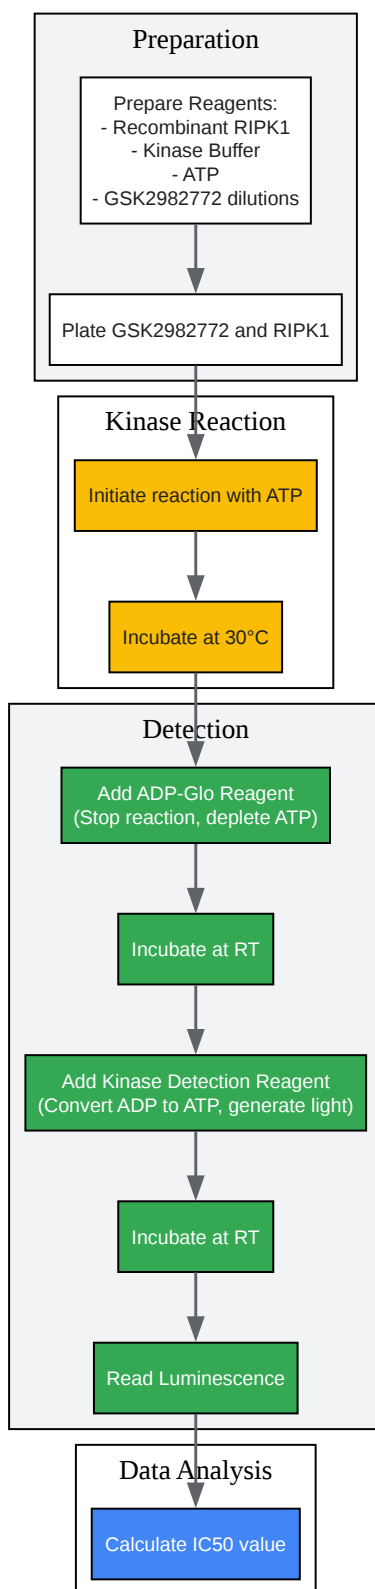 Preparation
Prepare Reagents:
- Recombinant RIPK1
- Kinase Buffer
- ATP
- GSK2982772 dilutions
Plate GSK2982772 and RIPK1
Kinase Reaction
Initiate reaction with ATP
Incubate at 30°C
Detection
Add ADP-Glo Reagent
(Stop reaction, deplete ATP)
Incubate at RT
Add Kinase Detection Reagent
(Convert ADP to ATP, generate light)
Incubate at RT
Read Luminescence
Data Analysis
Calculate IC50 value